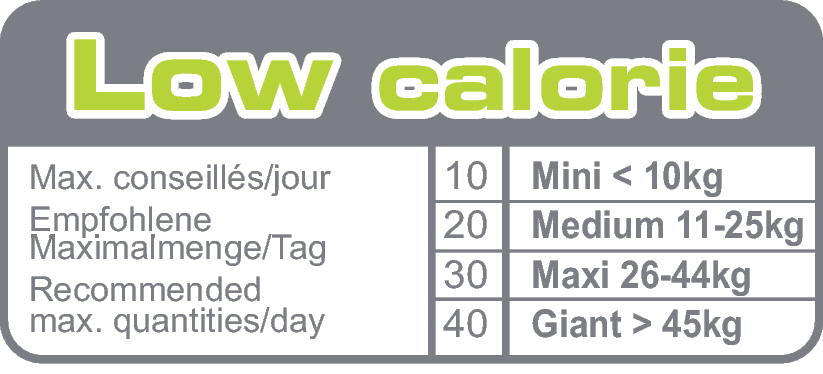 Low calorie
Max. conseillés/jour
Empfohlene
Maximalmenge/Tag
Recommended
max. quantities/day
10 Mini < 10kg
20 Medium 11-25kg
30 Maxi 26-44kg
40 Giant > 45kg